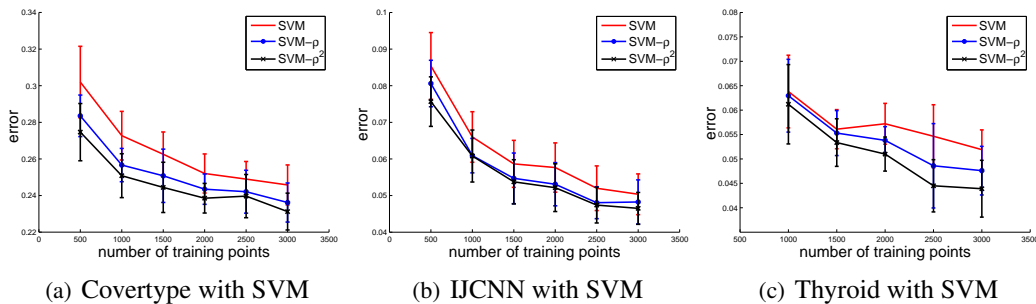 0.34
0.32
0.3
0.28
0.26
0.24
0.22
error
0 500 1000 1500 2000 2500 3000 3500
number of training points
SVM
SVM-ρ
SVM-ρ²
(a) Covertype with SVM
0.1
0.09
0.08
0.07
0.06
0.05
0.04
error
0 500 1000 1500 2000 2500 3000 3500
number of training points
SVM
SVM-ρ
SVM-ρ²
(b) IJCNN with SVM
0.08
0.075
0.07
0.065
0.06
0.055
0.05
0.045
0.04
error
500 1000 1500 2000 2500 3000 3500
number of training points
SVM
SVM-ρ
SVM-ρ²
(c) Thyroid with SVM